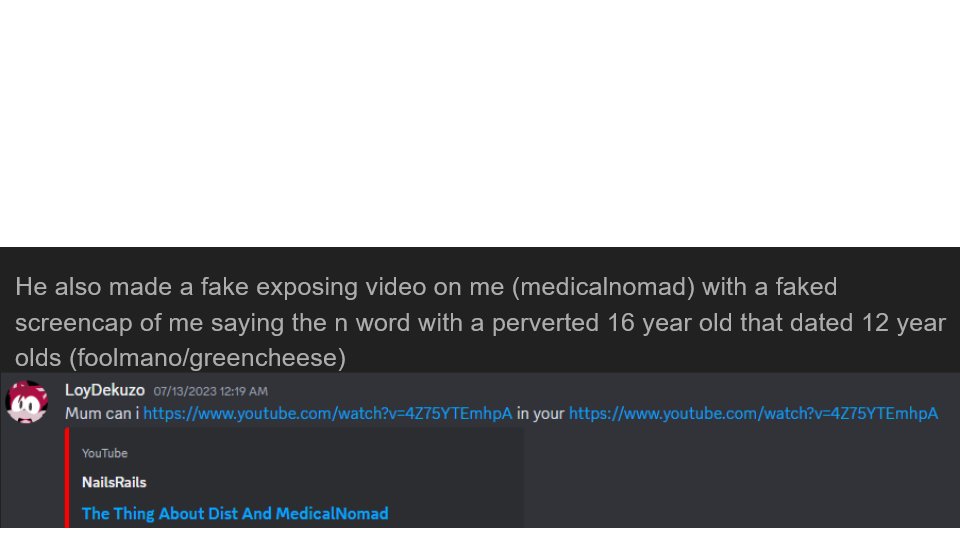 He also made a fake exposing video on me (medicalnomad) with a faked
screencap of me saying the n word with a perverted 16 year old that dated 12 year
olds (foolmano/greencheese)
LoyDekuzo 07/13/2023 12:19 AM
Mum can i https://www.youtube.com/watch?v=4Z75YTEmhpA in your https://www.youtube.com/watch?v=4Z75YTEmhpA
YouTube
NailsRails
The Thing About Dist And MedicalNomad